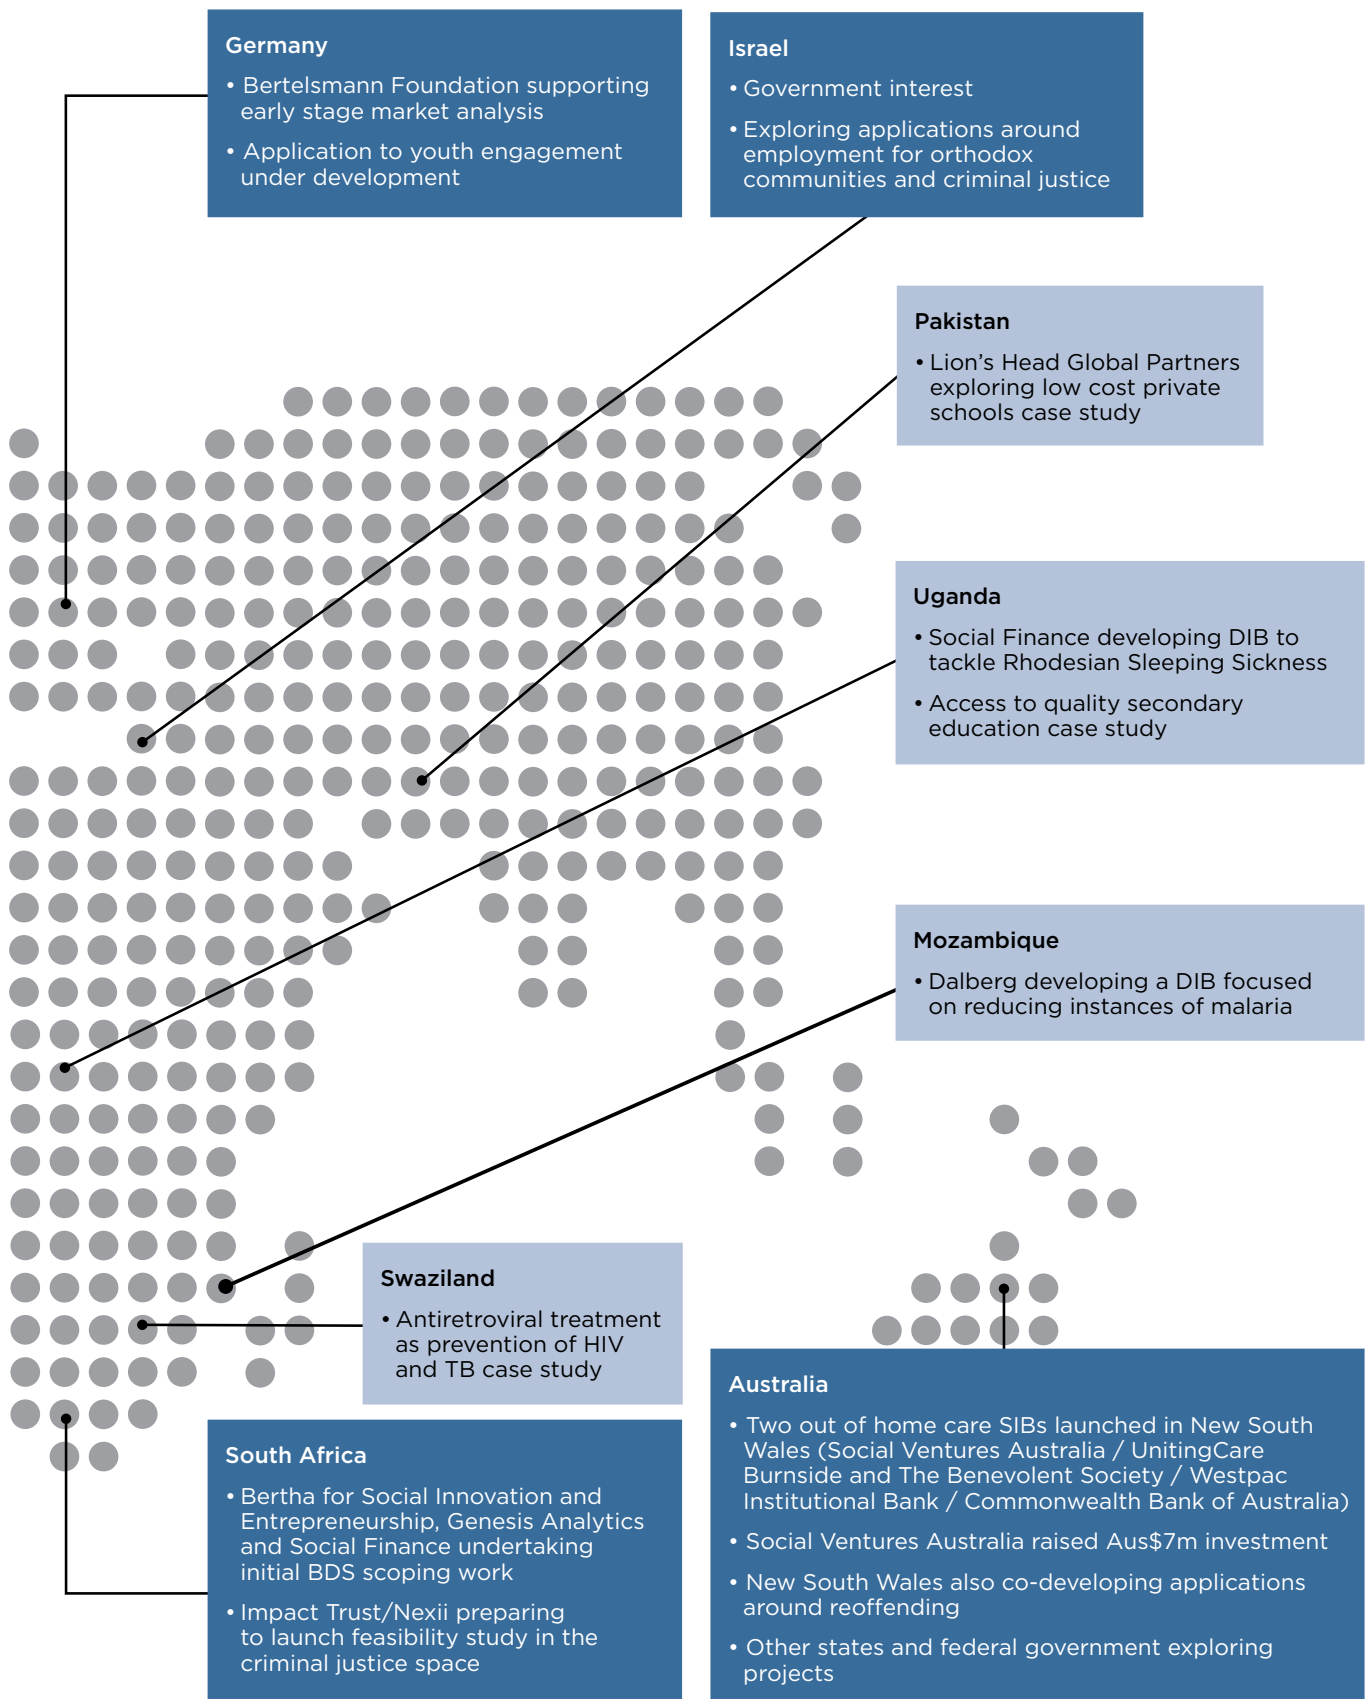 Germany
• Bertelsmann Foundation supporting
early stage market analysis
• Application to youth engagement
under development
Israel
• Government interest
• Exploring applications around
employment for orthodox
communities and criminal justice
Pakistan
• Lion’s Head Global Partners
exploring low cost private
schools case study
Uganda
• Social Finance developing DIB to
tackle Rhodesian Sleeping Sickness
• Access to quality secondary
education case study
Mozambique
• Dalberg developing a DIB focused
on reducing instances of malaria
Swaziland
• Antiretroviral treatment
as prevention of HIV
and TB case study
South Africa
• Bertha for Social Innovation and
Entrepreneurship, Genesis Analytics
and Social Finance undertaking
initial BDS scoping work
• Impact Trust/Nexii preparing
to launch feasibility study in the
criminal justice space
Australia
• Two out of home care SIBs launched in New South
Wales (Social Ventures Australia / UnitingCare
Burnside and The Benevolent Society / Westpac
Institutional Bank / Commonwealth Bank of Australia)
• Social Ventures Australia raised Aus$7m investment
• New South Wales also co-developing applications
around reoffending
• Other states and federal government exploring
projects